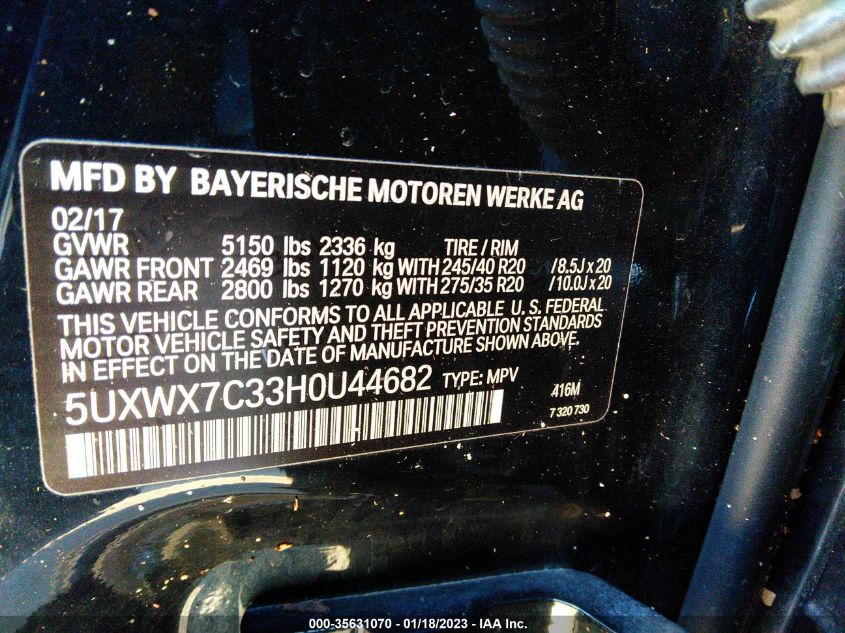 MFD BY BAYERISCHE MOTOREN WERKE AG
02/17
GVWR 5150 lbs 2336 kg TIRE / RIM
GAWR FRONT 2469 lbs 1120 kg WITH 245/40 R20 /8.5J x 20
GAWR REAR 2800 lbs 1270 kg WITH 275/35 R20 /10.0J x 20
THIS VEHICLE CONFORMS TO ALL APPLICABLE U. S. FEDERAL
MOTOR VEHICLE SAFETY AND THEFT PREVENTION STANDARDS
IN EFFECT ON THE DATE OF MANUFACTURE SHOWN ABOVE.
5UXWX7C33H0U44682 TYPE: MPV 416M
7 320 730
000-35631070 / 01/18/2023 - IAA Inc.